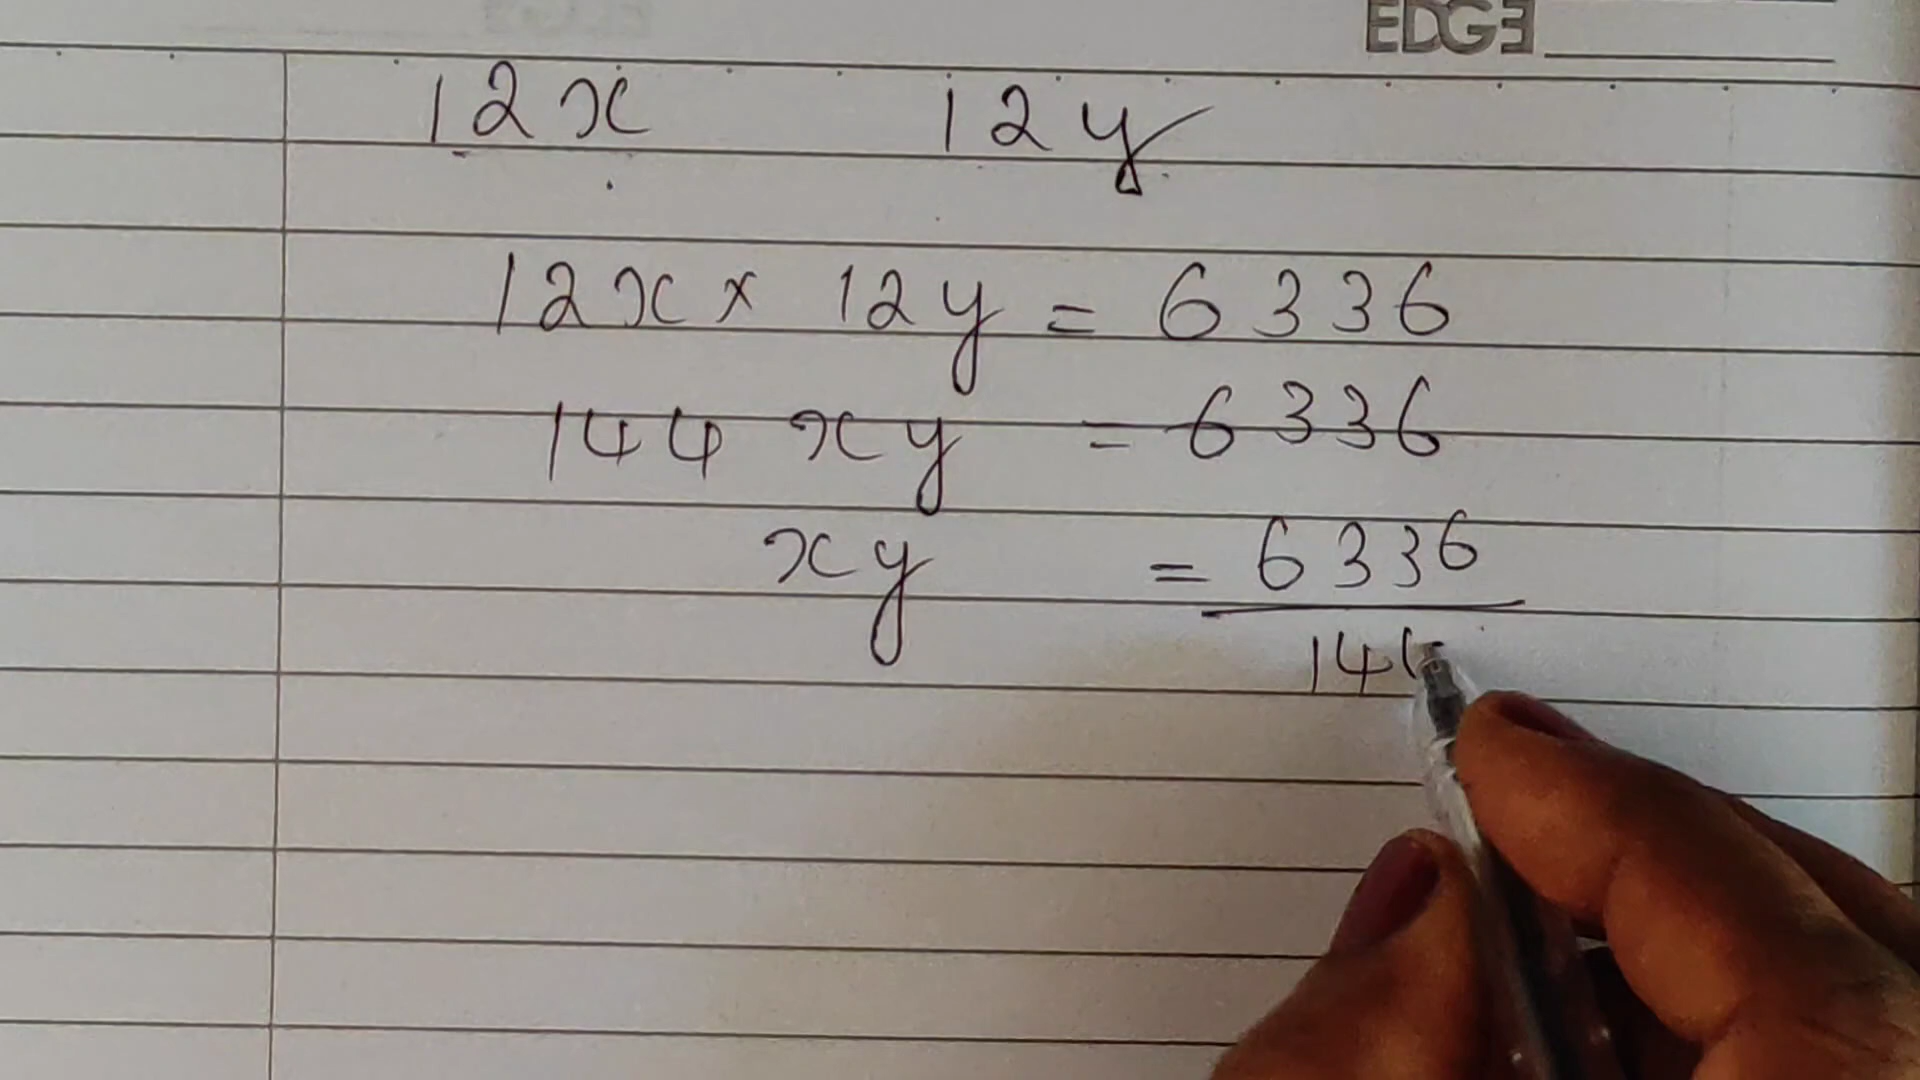 EDGE
12x 12y
12x × 12y = 6336
144 xy = 6336
xy = 6336
14